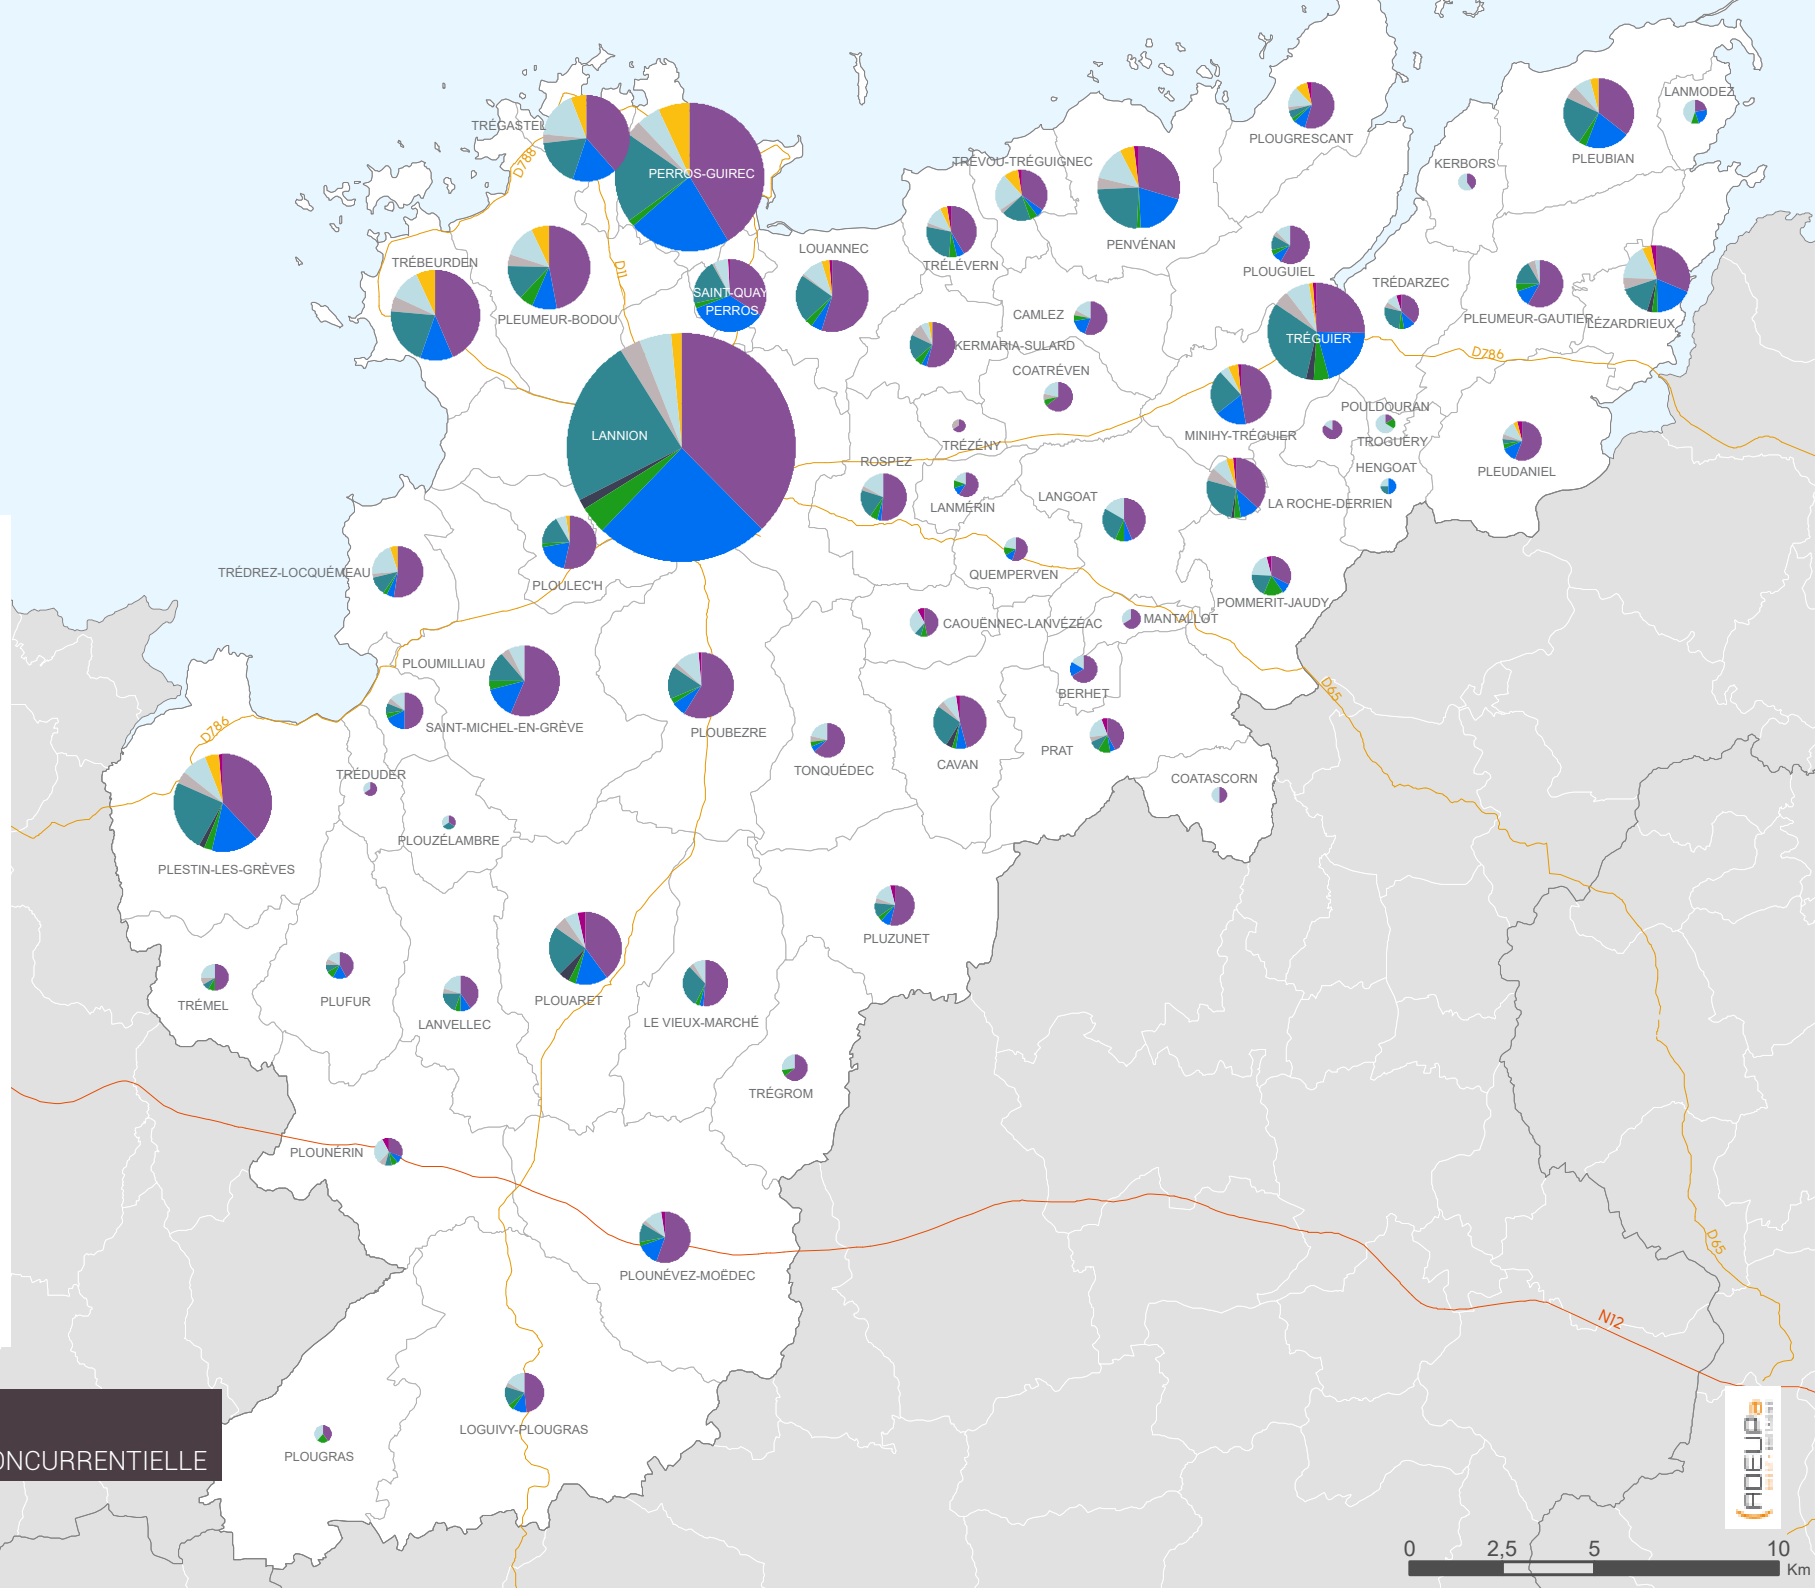 LANMODEZ
TRÉGASTEL
PLOUGRESCANT
PLEUBIAN
D788
TRÉVOU-TRÉGUIGNEC
KERBORS
PERROS-GUIREC
PENVÉNAN
LOUANNEC
TRÉBEURDEN
D11
TRÉLÉVERN
PLOUGUIEL
TRÉDARZEC
SAINT-QUAY
PERROS
PLEUMEUR-BODOU
CAMLEZ
PLEUMEUR-GAUTIER
LÉZARDRIEUX
TRÉGUIER
KERMARIA-SULARD
D786
COATRÉVEN
POULDOURAN
LANNION
MINIHY-TRÉGUIER
TROGUÉRY
TRÉZÉNY
ROSPEZ
HENGOAT
PLEUDANIEL
LANMÉRIN
LANGOAT
LA ROCHE-DERRIEN
TRÉDREZ-LOCQUÉMEAU
PLOULEC'H
QUEMPERVEN
POMMERIT-JAUDY
CAOUËNNEC-LANVÉZÉAC
MANTALLOT
PLOUMILLIAU
BERHET
D65
D786
SAINT-MICHEL-EN-GRÈVE
PLOUBEZRE
PRAT
CAVAN
TONQUÉDEC
TRÉDUDER
COATASCORN
PLOUZÉLAMBRE
PLESTIN-LES-GRÈVES
PLUZUNET
TRÉMEL
PLUFUR
PLOUARET
LANVELLEC
LE VIEUX-MARCHÉ
TRÉGROM
PLOUNÉRIN
D65
PLOUNÉVEZ-MOËDEC
N12
LOGUIVY-PLOUGRAS
PLOUGRAS
ONCURRENTIELLE
ADEUPa
0 2,5 5 10
Km